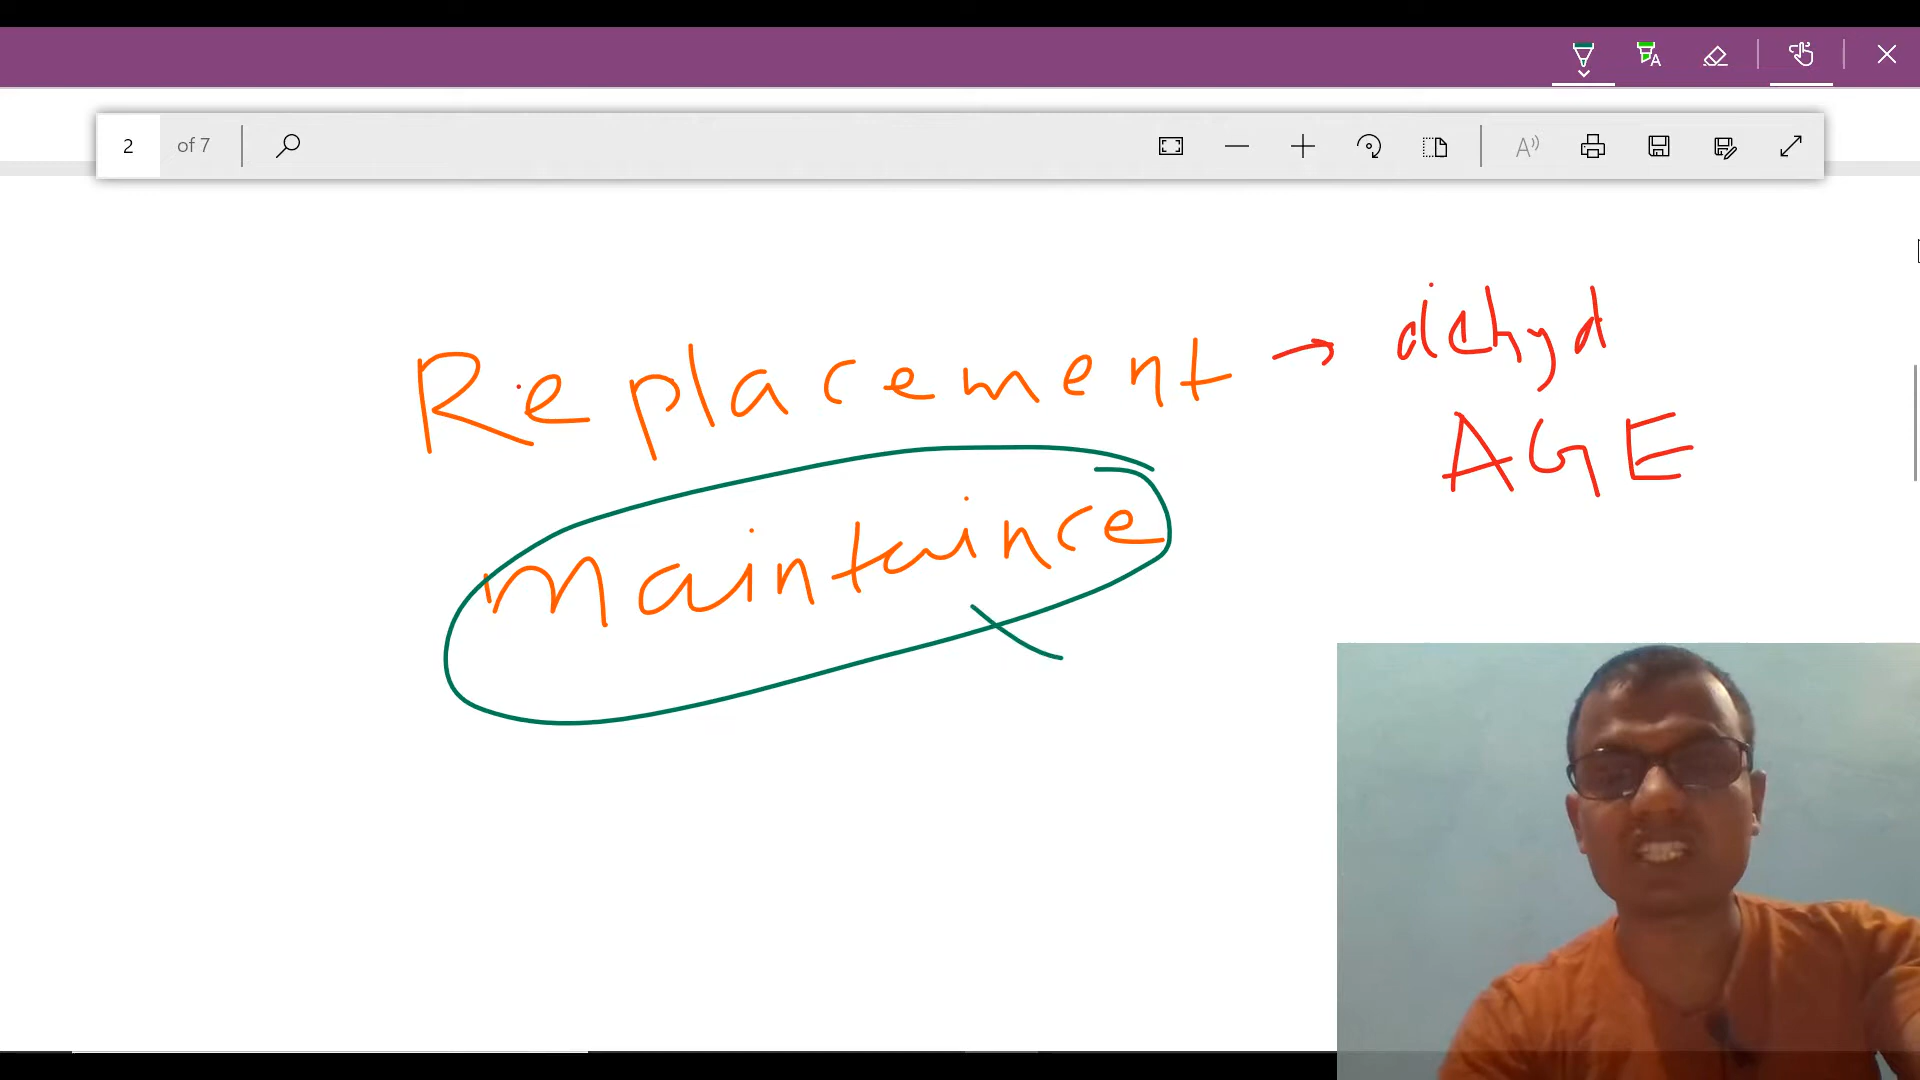 2 of 7
Replacement → dehyd
AGE
Maintaince